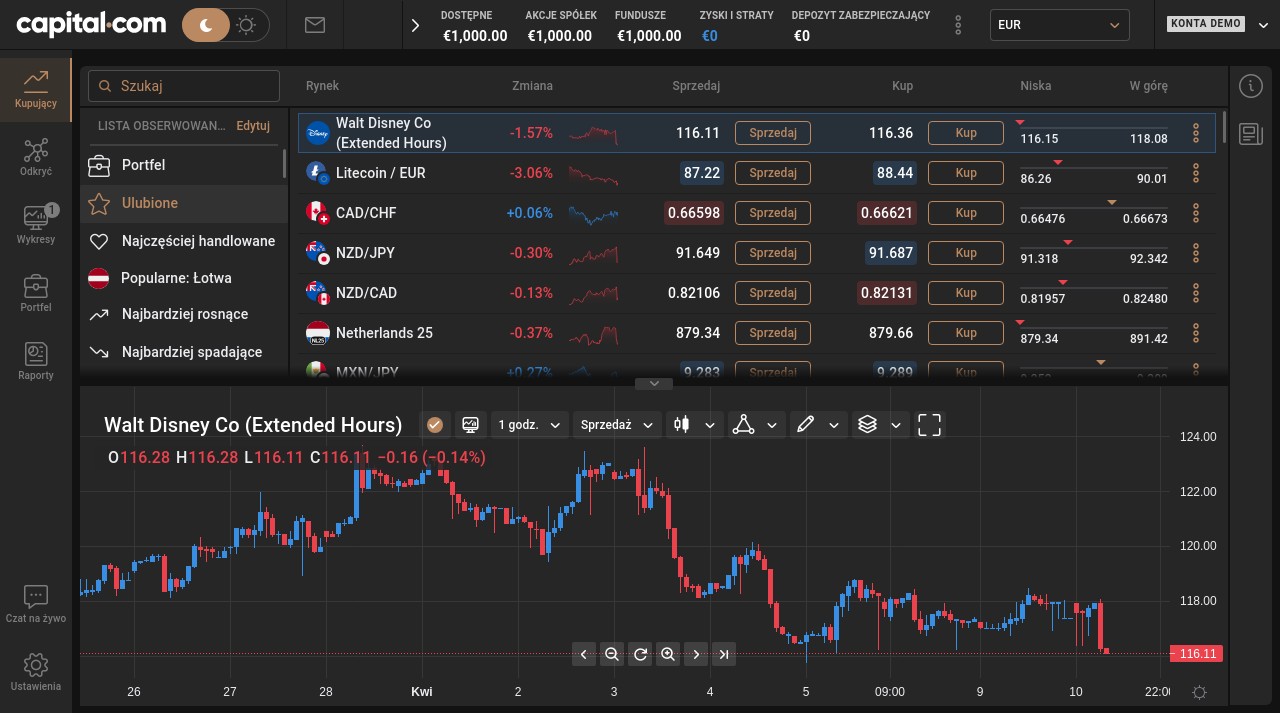 capital.com
DOSTĘPNE AKCJE SPÓŁEK FUNDUSZE ZYSKI I STRATY DEPOZYT ZABEZPIECZAJĄCY
€1,000.00 €1,000.00 €1,000.00 €0 €0
EUR
KONTO DEMO
Kupujący
Odkryć
1
Wykresy
Portfel
Raporty
Czat na żywo
Ustawienia
Szukaj
LISTA OBSERWOWAN... Edytuj
Portfel
Ulubione
Najczęściej handlowane
Popularne: Łotwa
Najbardziej rosnące
Najbardziej spadające
Rynek Zmiana Sprzedaj Kup Niska W górę
Disney Walt Disney Co (Extended Hours) -1.57% 116.11 Sprzedaj 116.36 Kup 116.15 118.08
Litecoin / EUR -3.06% 87.22 Sprzedaj 88.44 Kup 86.26 90.01
CAD/CHF +0.06% 0.66598 Sprzedaj 0.66621 Kup 0.66476 0.66673
NZD/JPY -0.30% 91.649 Sprzedaj 91.687 Kup 91.318 92.342
NZD/CAD -0.13% 0.82106 Sprzedaj 0.82131 Kup 0.81957 0.82480
NL25 Netherlands 25 -0.37% 879.34 Sprzedaj 879.66 Kup 879.34 891.42
MXN/JPY +0.27% 9.283 Sprzedaj 9.289 Kup
Walt Disney Co (Extended Hours) 1 godz. Sprzedaż
O116.28 H116.28 L116.11 C116.11 −0.16 (−0.14%)
124.00
122.00
120.00
118.00
116.11
26 27 28 Kwi 2 3 4 5 09:00 9 10 22:00